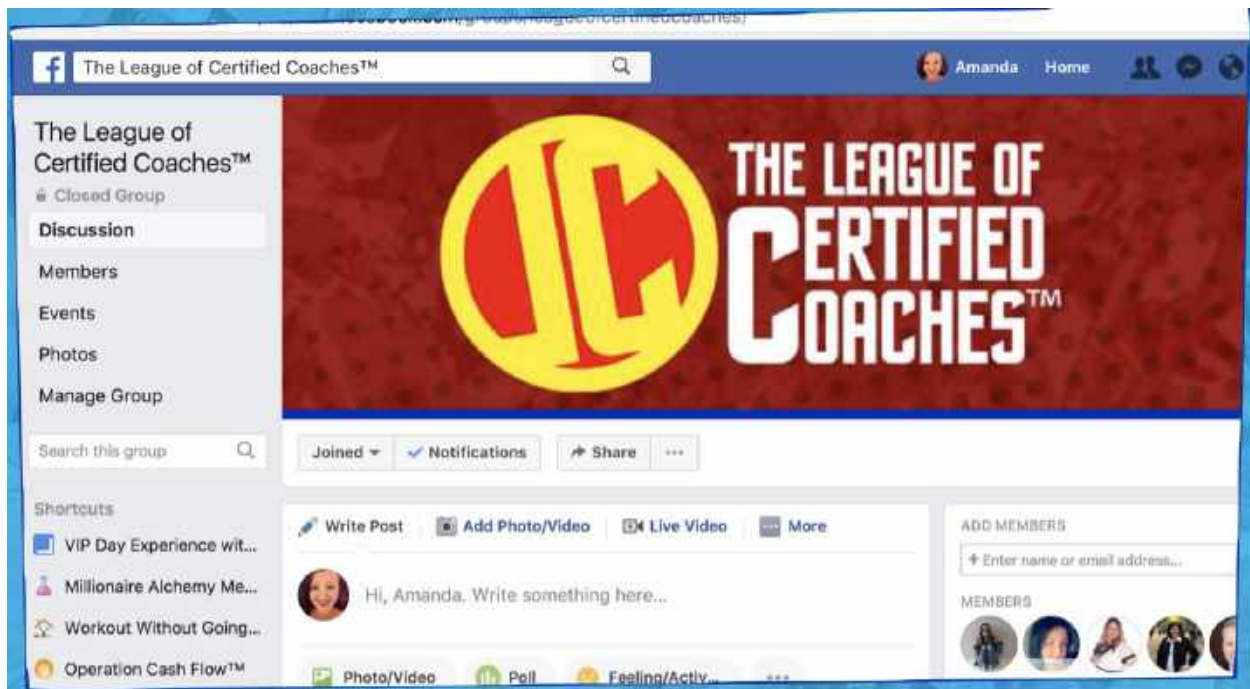 The League of Certified Coaches™
Amanda
Home
The League of
Certified Coaches™
Closed Group
Discussion
Members
Events
Photos
Manage Group
Search this group
THE LEAGUE OF
CERTIFIED
COACHES™
Joined
Notifications
Share
Shortcuts
VIP Day Experience wit...
Millionaire Alchemy Me...
Workout Without Going...
Operation Cash Flow™
Write Post
Add Photo/Video
Live Video
More
Hi, Amanda. Write something here...
Photo/Video
Poll
Feeling/Activ...
ADD MEMBERS
+ Enter name or email address...
MEMBERS